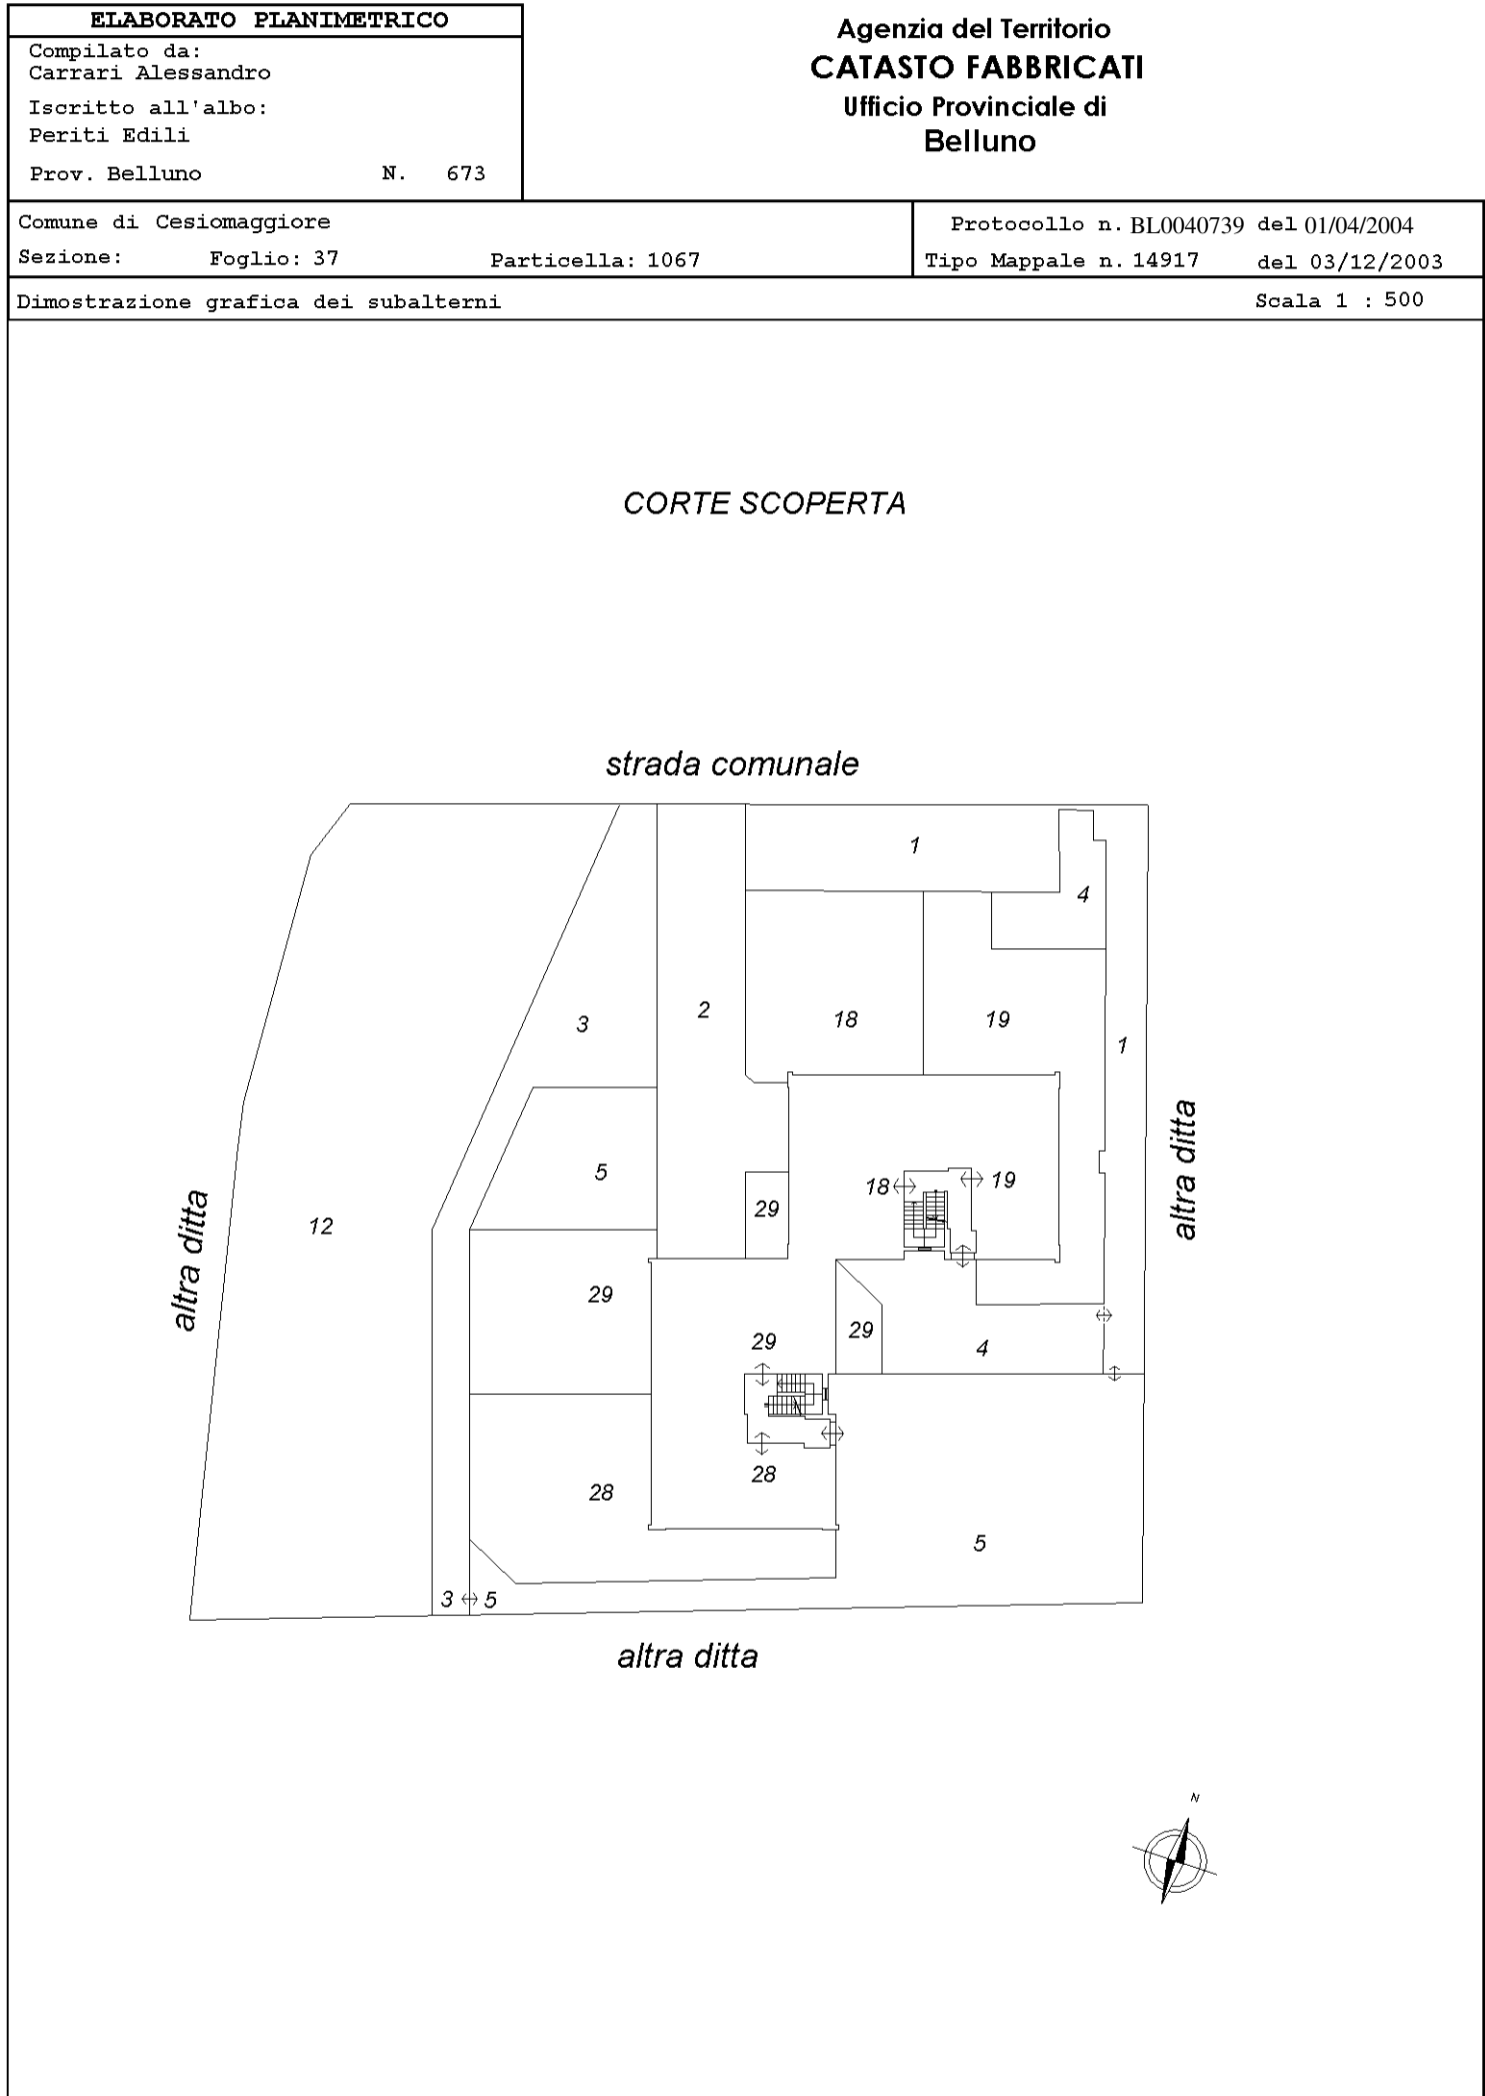 ELABORATO PLANIMETRICO
Compilato da:
Carrari Alessandro
Iscritto all'albo:
Periti Edili
Prov. Belluno N. 673
Agenzia del Territorio
CATASTO FABBRICATI
Ufficio Provinciale di
Belluno
Comune di Cesiomaggiore
Sezione: Foglio: 37 Particella: 1067
Protocollo n. BL0040739 del 01/04/2004
Tipo Mappale n. 14917 del 03/12/2003
Dimostrazione grafica dei subalterni Scala 1 : 500
CORTE SCOPERTA
strada comunale
1
4
2
3
18
19
1
altra ditta
5
18
19
29
altra ditta
12
29
29
29
4
28
28
5
3 5
altra ditta
N